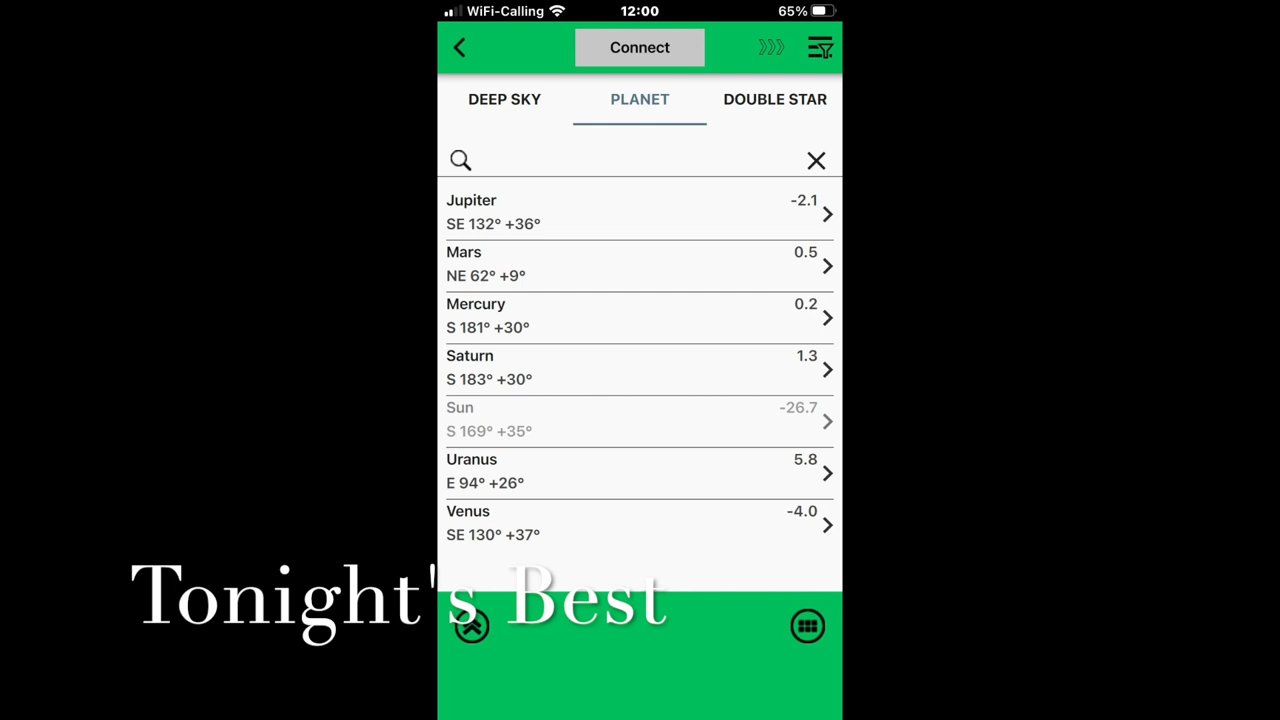 WiFi-Calling 12:00 65%
Connect
DEEP SKY PLANET DOUBLE STAR
Jupiter -2.1
SE 132° +36°
Mars 0.5
NE 62° +9°
Mercury 0.2
S 181° +30°
Saturn 1.3
S 183° +30°
Sun -26.7
S 169° +35°
Uranus 5.8
E 94° +26°
Venus -4.0
SE 130° +37°
Tonight's Best